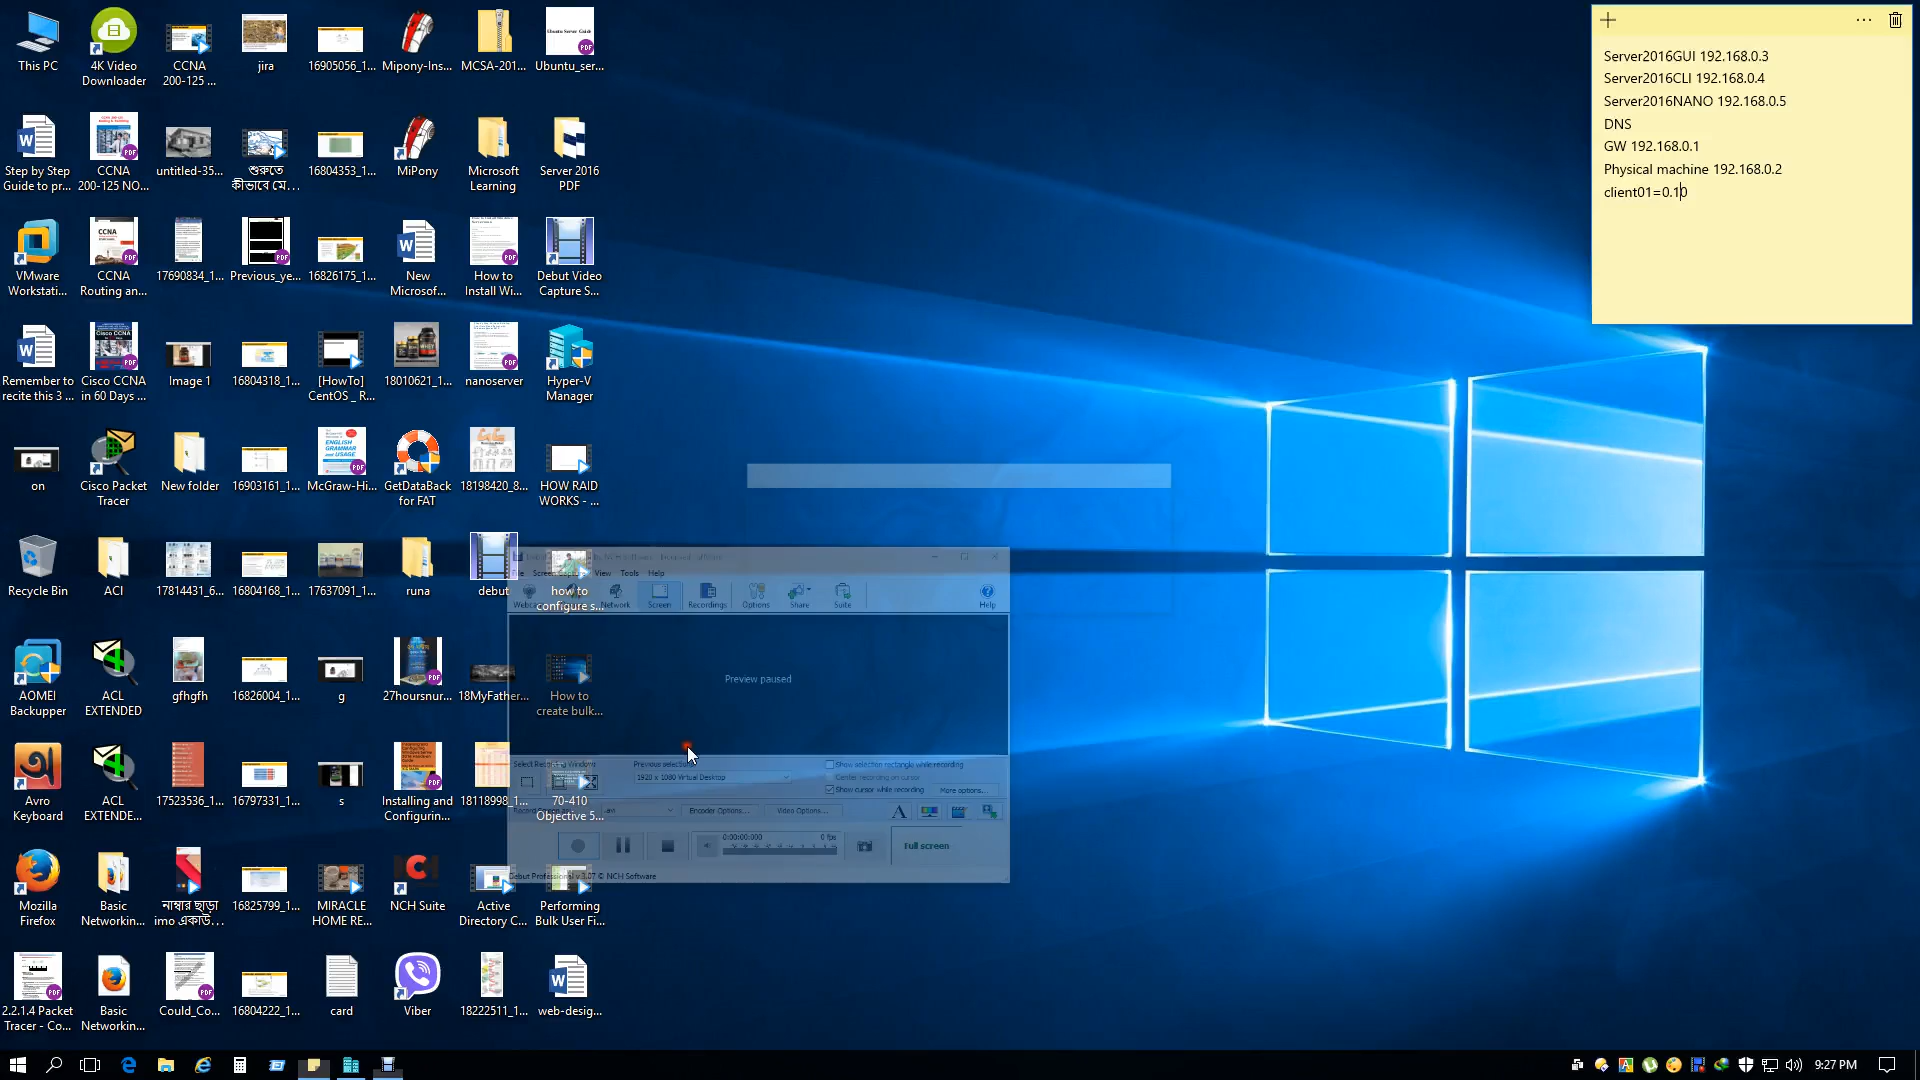 This PC
4K Video
Downloader
CCNA
200-125 ...
jira
16905056_1...
Mipony-Ins...
MCSA-201...
Ubuntu_ser...
Ubuntu Server Guide
Step by Step
Guide to pr...
CCNA
200-125 NO...
untitled-35...
শুরুতে
কীভাবে মে...
16804353_1...
MiPony
Microsoft
Learning
Server 2016
PDF
VMware
Workstati...
CCNA
Routing an...
17690834_1...
Previous_ye...
16826175_1...
New
Microsof...
How to
Install Wi...
Debut Video
Capture S...
Remember to
recite this 3 ...
Cisco CCNA
in 60 Days ...
Image 1
16804318_1...
[HowTo]
CentOS _ R...
18010621_1...
nanoserver
Hyper-V
Manager
on
Cisco Packet
Tracer
New folder
16903161_1...
McGraw-Hi...
GetDataBack
for FAT
18198420_8...
HOW RAID
WORKS - ...
Recycle Bin
ACI
17814431_6...
16804168_1...
17637091_1...
runa
debut
how to
configure s...
AOMEI
Backupper
ACL
EXTENDED
gfhgfh
16826004_1...
g
27hoursnur...
18MyFather...
How to
create bulk...
Avro
Keyboard
ACL
EXTENDE...
17523536_1...
16797331_1...
s
Installing and
Configurin...
18118998_1...
70-410
Objective 5...
Mozilla
Firefox
Basic
Networkin...
নাম্বার ছাড়া
imo একাউ...
16825799_1...
MIRACLE
HOME RE...
NCH Suite
Active
Directory C...
Performing
Bulk User Fi...
2.2.1.4 Packet
Tracer - Co...
Basic
Networkin...
Could_Co...
16804222_1...
card
Viber
18222511_1...
web-desig...
View Tools Help
Network Screen Recordings Options Share Suite Help
Preview paused
Select Recording Window
Previous selection
1920 x 1080 Virtual Desktop
Show selection rectangle while recording
Center recording on cursor
Show cursor while recording
More options...
Encoder Options...
Video Options...
0:00:00:000 0 fps
Full screen
Debut Professional v 3.07 © NCH Software
Server2016GUI 192.168.0.3
Server2016CLI 192.168.0.4
Server2016NANO 192.168.0.5
DNS
GW 192.168.0.1
Physical machine 192.168.0.2
client01=0.10
9:27 PM